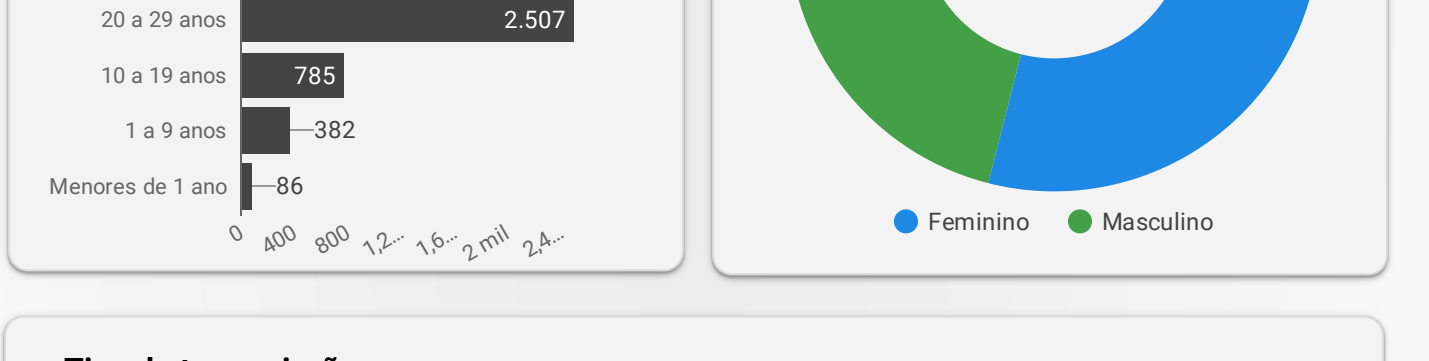 20 a 29 anos 2.507
10 a 19 anos 785
1 a 9 anos 382
Menores de 1 ano 86
0 400 800 1,2... 1,6... 2 mil 2,4...
Feminino Masculino